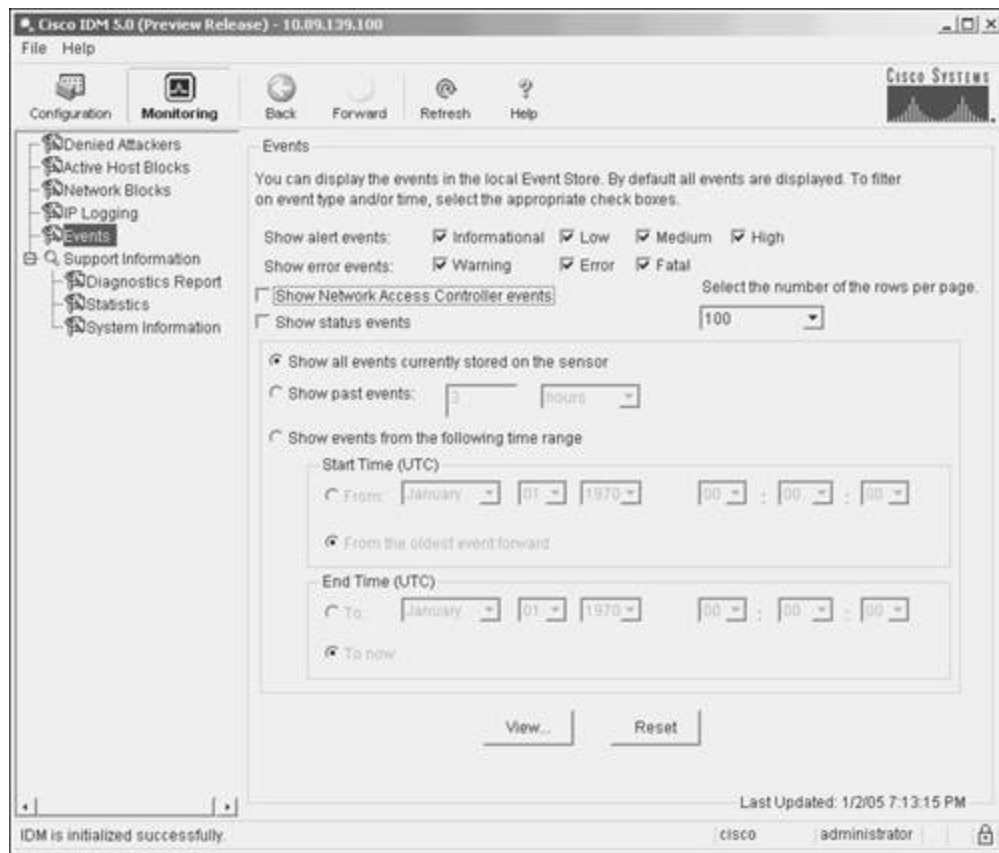 Cisco IDM 5.0 (Preview Release) - 10.89.139.100
File Help
CISCO SYSTEMS
Configuration Monitoring Back Forward Refresh Help
Denied Attackers
Active Host Blocks
Network Blocks
IP Logging
Events
Support Information
Diagnostics Report
Statistics
System Information
Events
You can display the events in the local Event Store. By default all events are displayed. To filter
on event type and/or time, select the appropriate check boxes.
Show alert events: Informational Low Medium High
Show error events: Warning Error Fatal
Show Network Access Controller events
Show status events
Select the number of the rows per page.
100
Show all events currently stored on the sensor
Show past events: 3 hours
Show events from the following time range
Start Time (UTC)
From: January 01 1970 00 : 00 : 00
From the oldest event forward
End Time (UTC)
To: January 01 1970 00 : 00 : 00
To now
View... Reset
Last Updated: 1/2/05 7:13:15 PM
IDM is initialized successfully. cisco administrator